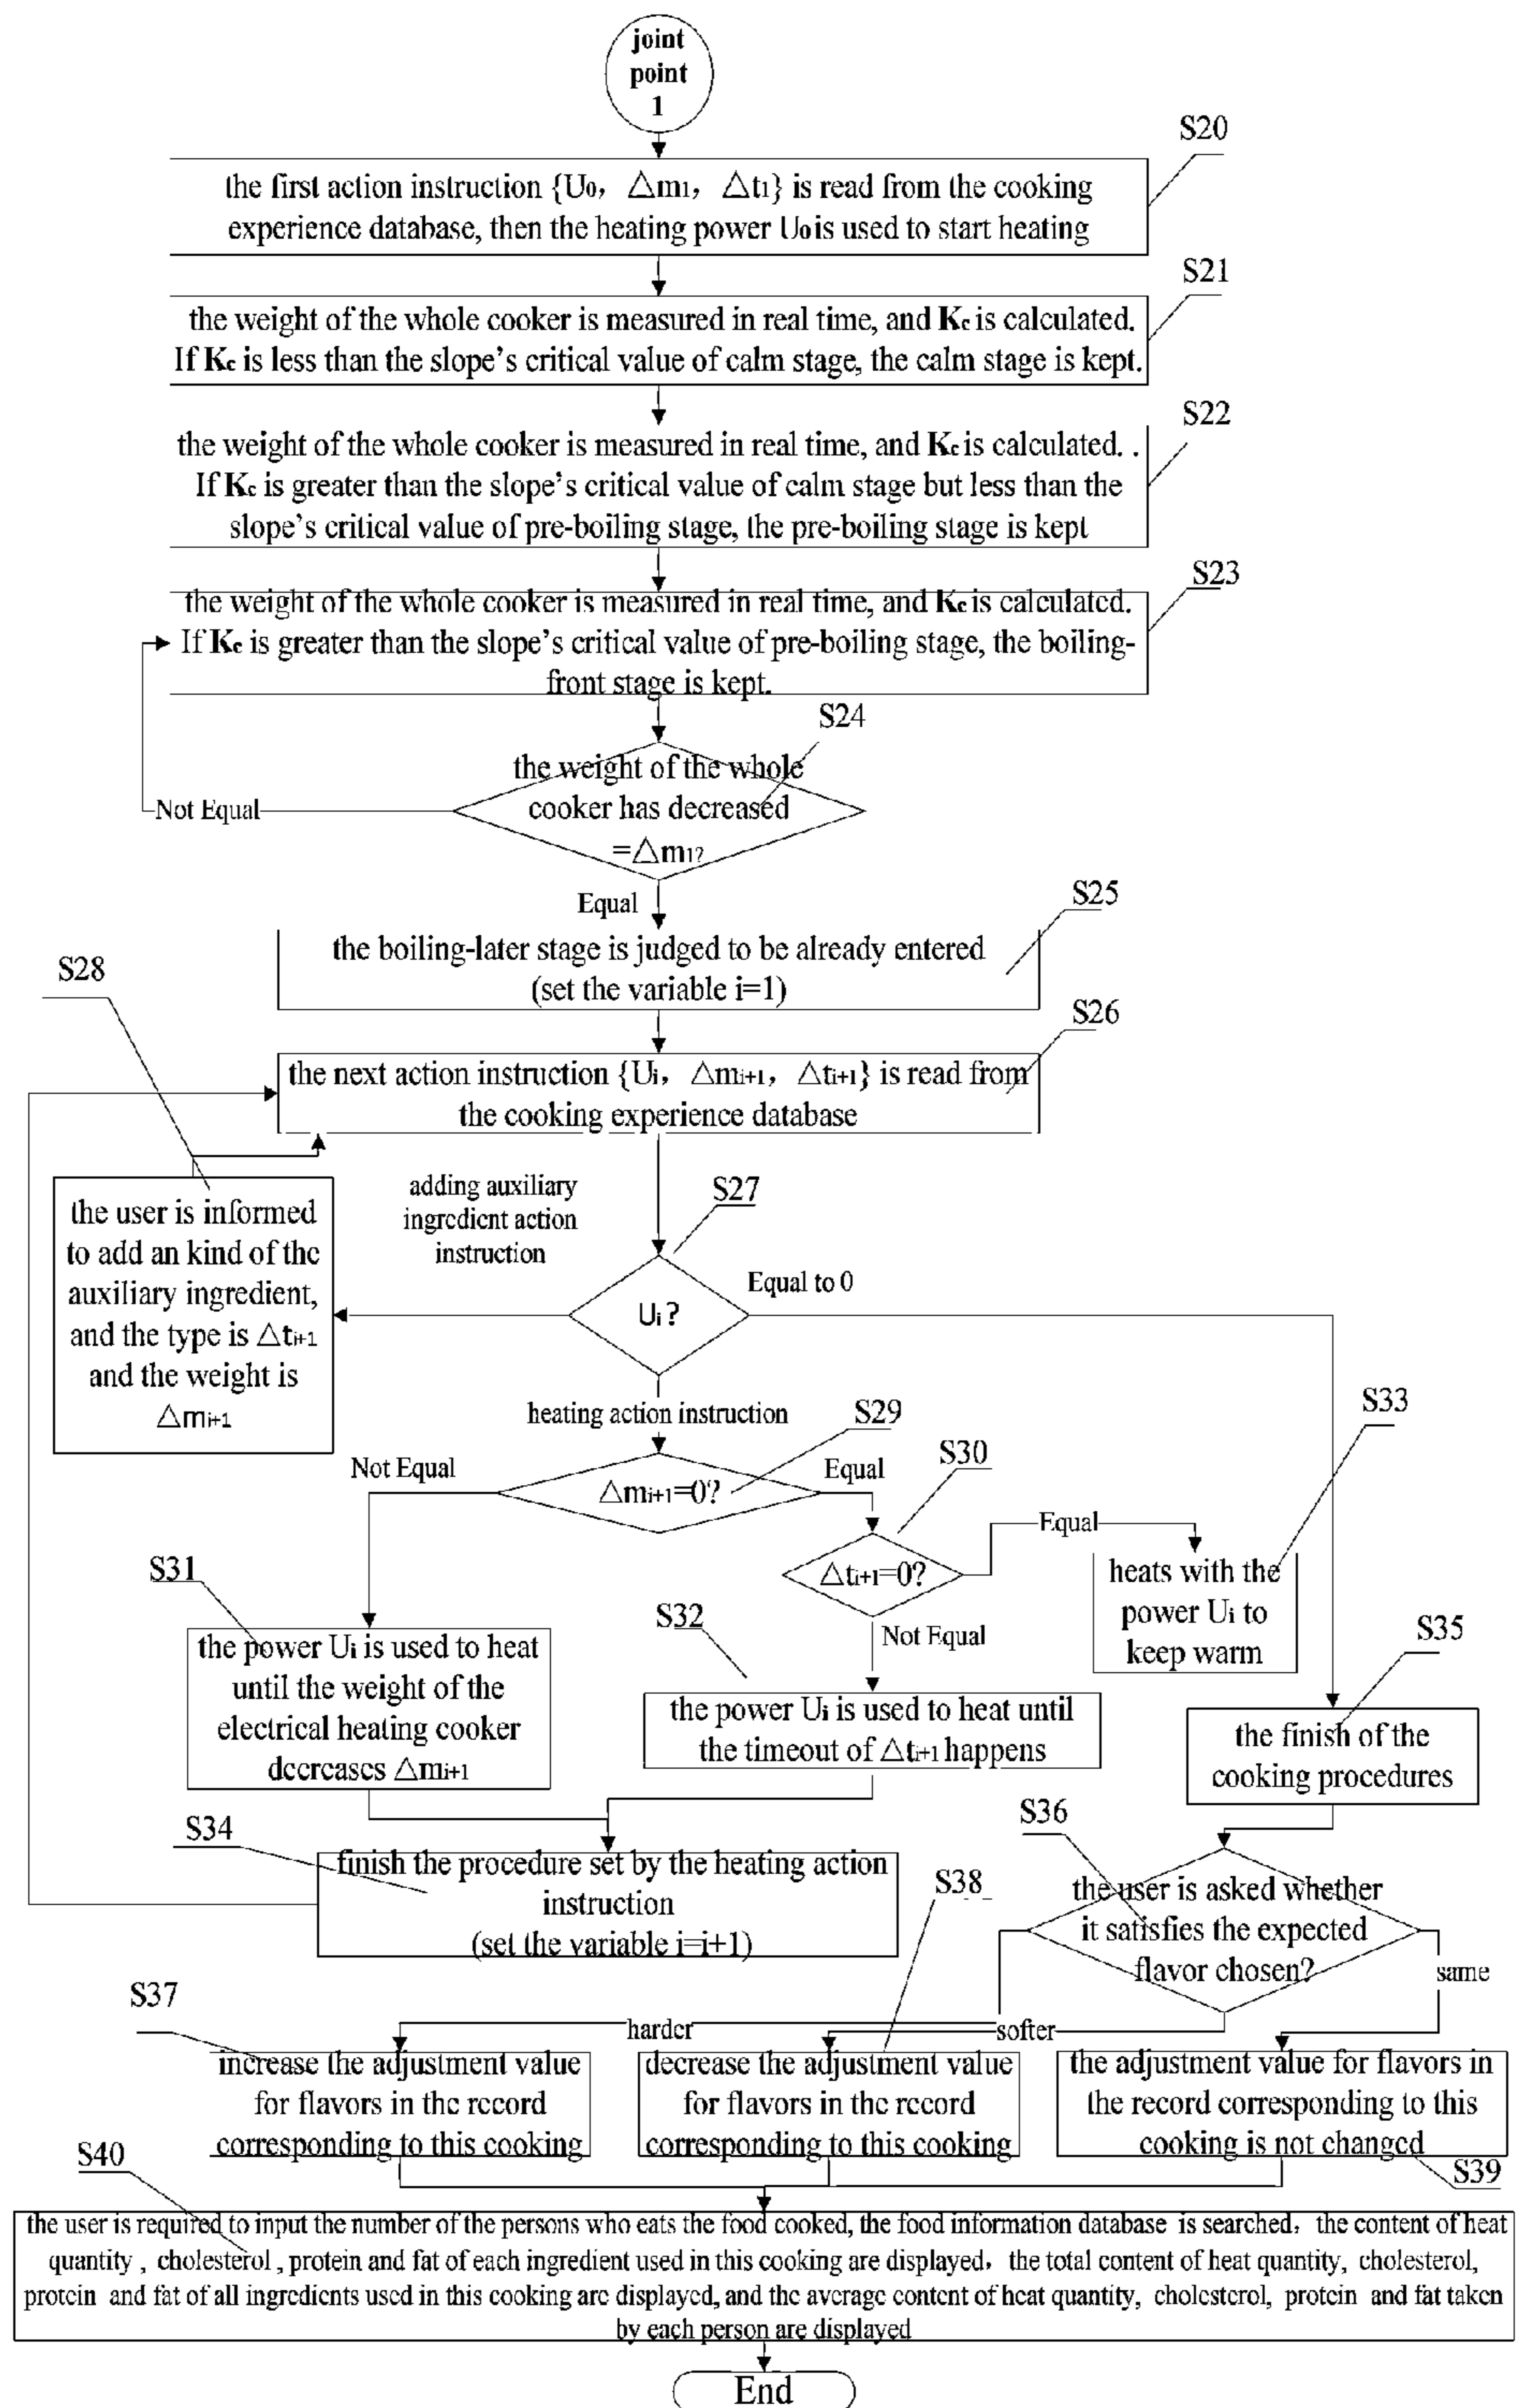 joint
point
1
S20
the first action instruction {U₀, △m₁, △t₁} is read from the cooking
experience database, then the heating power U₀ is used to start heating
S21
the weight of the whole cooker is measured in real time, and Kc is calculated.
If Kc is less than the slope's critical value of calm stage, the calm stage is kept.
S22
the weight of the whole cooker is measured in real time, and Kc is calculated. .
If Kc is greater than the slope's critical value of calm stage but less than the
slope's critical value of pre-boiling stage, the pre-boiling stage is kept
S23
the weight of the whole cooker is measured in real time, and Kc is calculated.
If Kc is greater than the slope's critical value of pre-boiling stage, the boiling-
front stage is kept.
S24
the weight of the whole
cooker has decreased
=△m₁?
Not Equal
Equal
S25
the boiling-later stage is judged to be already entered
(set the variable i=1)
S26
the next action instruction {Uᵢ, △mᵢ₊₁, △tᵢ₊₁} is read from
the cooking experience database
S28
the user is informed
to add an kind of the
auxiliary ingredient,
and the type is △tᵢ₊₁
and the weight is
△mᵢ₊₁
adding auxiliary
ingredient action
instruction
S27
Uᵢ?
Equal to 0
heating action instruction
S29
△mᵢ₊₁=0?
Not Equal
Equal
S30
△tᵢ₊₁=0?
Equal
Not Equal
S33
heats with the
power Uᵢ to
keep warm
S31
the power Uᵢ is used to heat
until the weight of the
electrical heating cooker
decreases △mᵢ₊₁
S32
the power Uᵢ is used to heat until
the timeout of △tᵢ₊₁ happens
S35
the finish of the
cooking procedures
S34
finish the procedure set by the heating action
instruction
(set the variable i=i+1)
S36
the user is asked whether
it satisfies the expected
flavor chosen?
harder
softer
same
S37
increase the adjustment value
for flavors in the record
corresponding to this cooking
S38
decrease the adjustment value
for flavors in the record
corresponding to this cooking
the adjustment value for flavors in
the record corresponding to this
cooking is not changed
S39
S40
the user is required to input the number of the persons who eats the food cooked, the food information database is searched, the content of heat
quantity , cholesterol , protein and fat of each ingredient used in this cooking are displayed, the total content of heat quantity, cholesterol,
protein and fat of all ingredients used in this cooking are displayed, and the average content of heat quantity, cholesterol, protein and fat taken
by each person are displayed
End